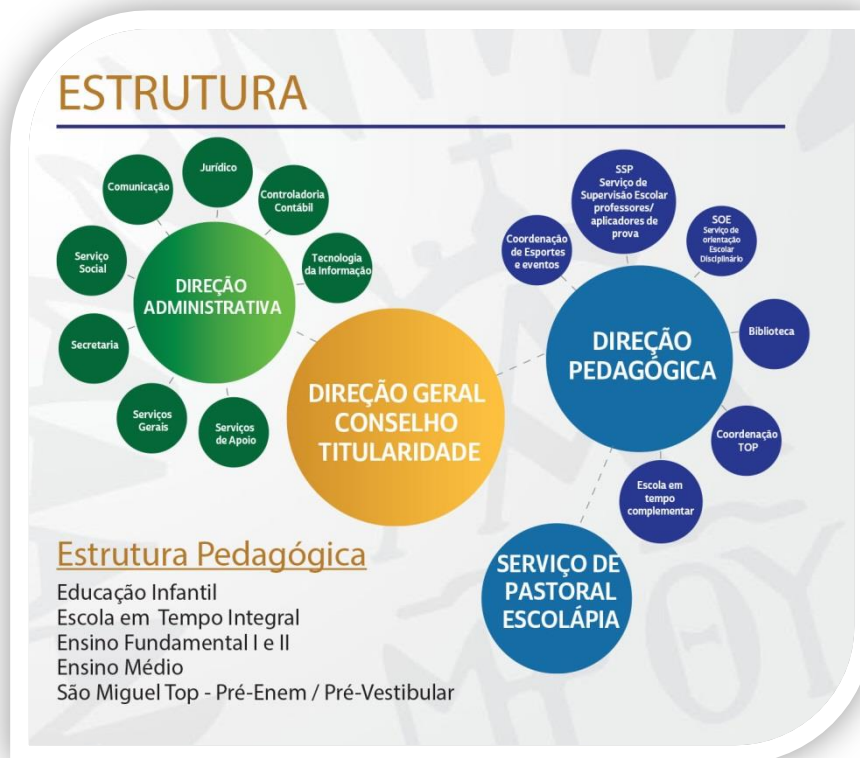 ESTRUTURA
Jurídico
Comunicação
Controladoria
Contábil
Serviço
Social
Tecnologia
da Informação
DIREÇÃO
ADMINISTRATIVA
Secretaria
Serviços
Gerais
Serviços
de Apoio
DIREÇÃO GERAL
CONSELHO
TITULARIDADE
SSP
Serviço de
Supervisão Escolar
professores/
aplicadores de
prova
Coordenação
de Esportes
e eventos
SOE
Serviço de
orientação
Escolar
Disciplinário
DIREÇÃO
PEDAGÓGICA
Biblioteca
Coordenação
TOP
Escola em
tempo
complementar
SERVIÇO DE
PASTORAL
ESCOLÁPIA
Estrutura Pedagógica
Educação Infantil
Escola em Tempo Integral
Ensino Fundamental I e II
Ensino Médio
São Miguel Top - Pré-Enem / Pré-Vestibular